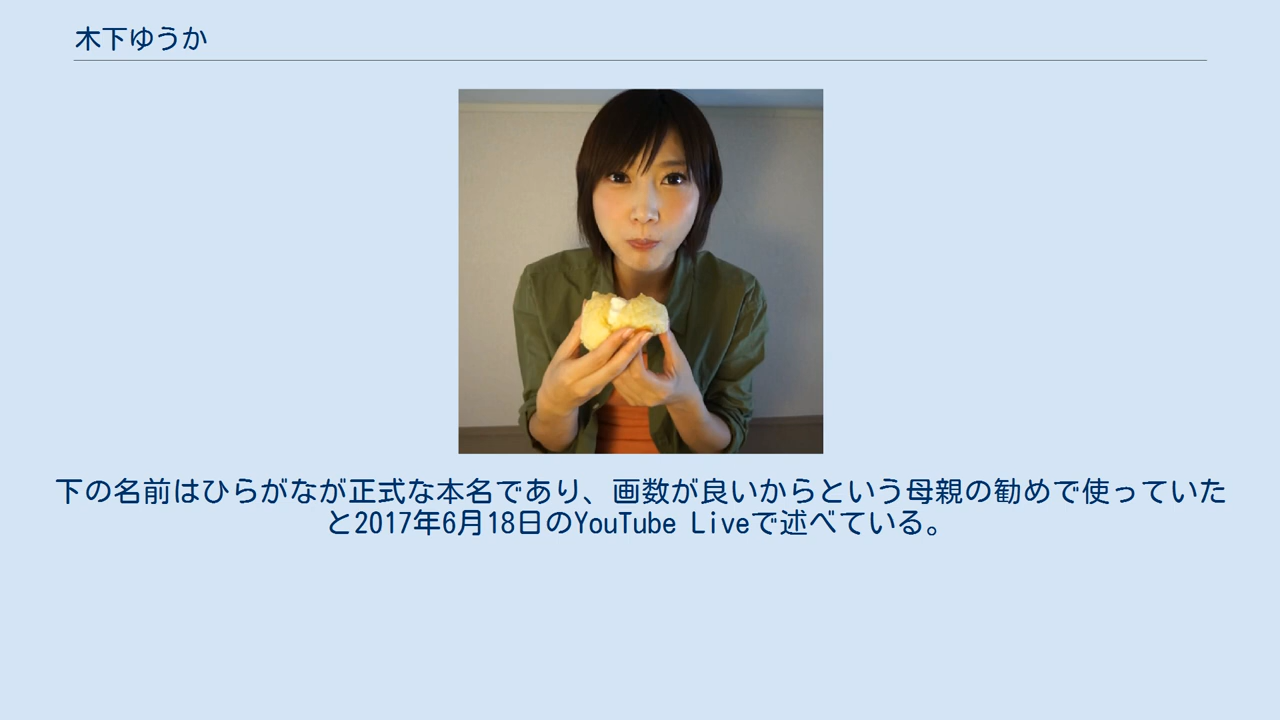 木下ゆうか
下の名前はひらがなが正式な本名であり、画数が良いからという母親の勧めで使っていた
と2017年6月18日のYouTube Liveで述べている。